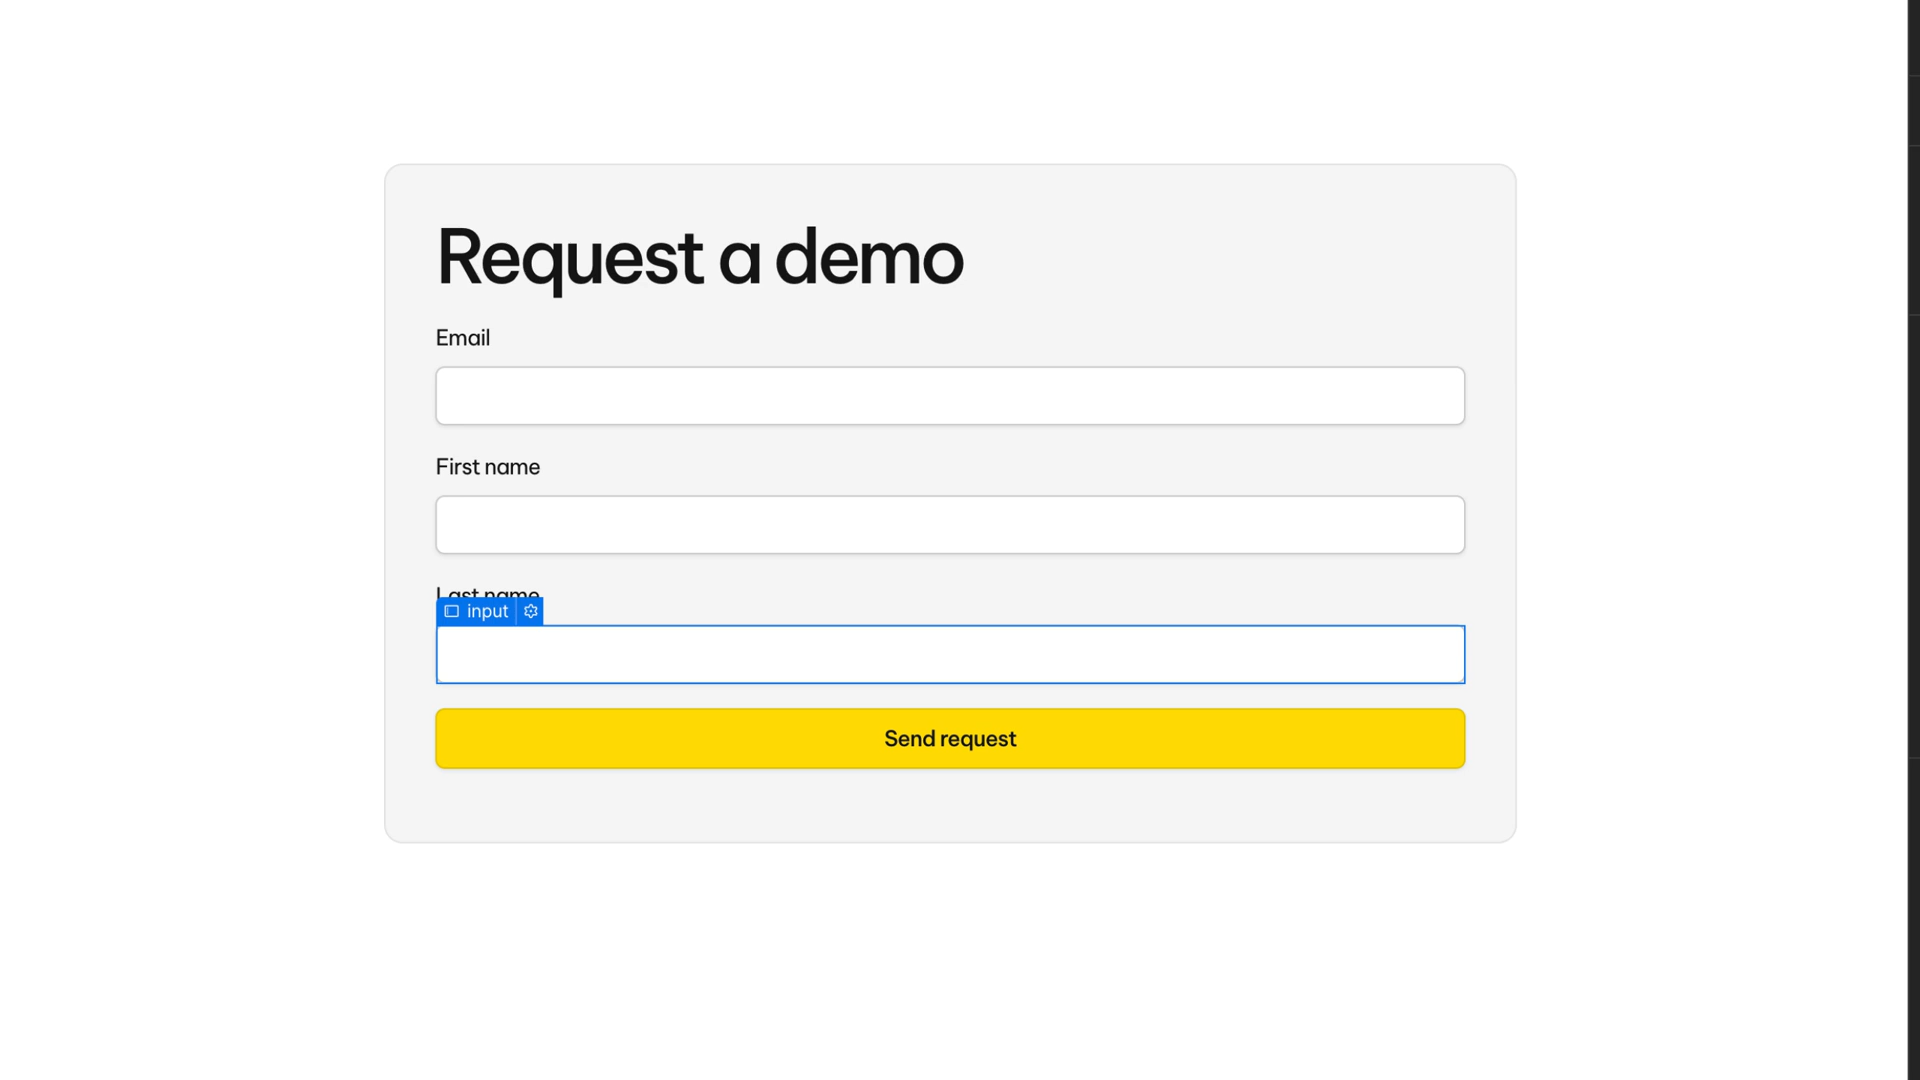 Request a demo
Email
First name
Last name
input
Send request